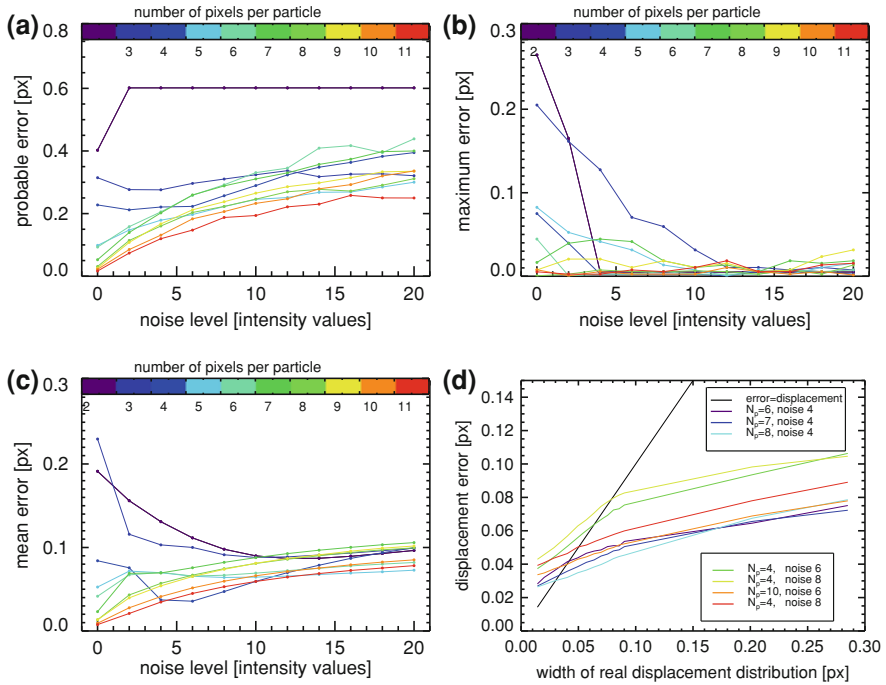 (a)
number of pixels per particle
0.8
3 4 5 6 7 8 9 10 11
0.6
0.4
0.2
0.0
probable error [px]
0 5 10 15 20
noise level [intensity values]
(b)
number of pixels per particle
0.3
2 3 4 5 6 7 8 9 10 11
0.2
0.1
0.0
maximum error [px]
0 5 10 15 20
noise level [intensity values]
(c)
number of pixels per particle
0.3
2 3 4 5 6 7 8 9 10 11
0.2
0.1
0.0
mean error [px]
0 5 10 15 20
noise level [intensity values]
(d)
0.14
0.12
0.10
0.08
0.06
0.04
0.02
0.00
displacement error [px]
error=displacement
Np=6, noise 4
Np=7, noise 4
Np=8, noise 4
Np=4, noise 6
Np=4, noise 8
Np=10, noise 6
Np=4, noise 8
0.00 0.05 0.10 0.15 0.20 0.25 0.30
width of real displacement distribution [px]